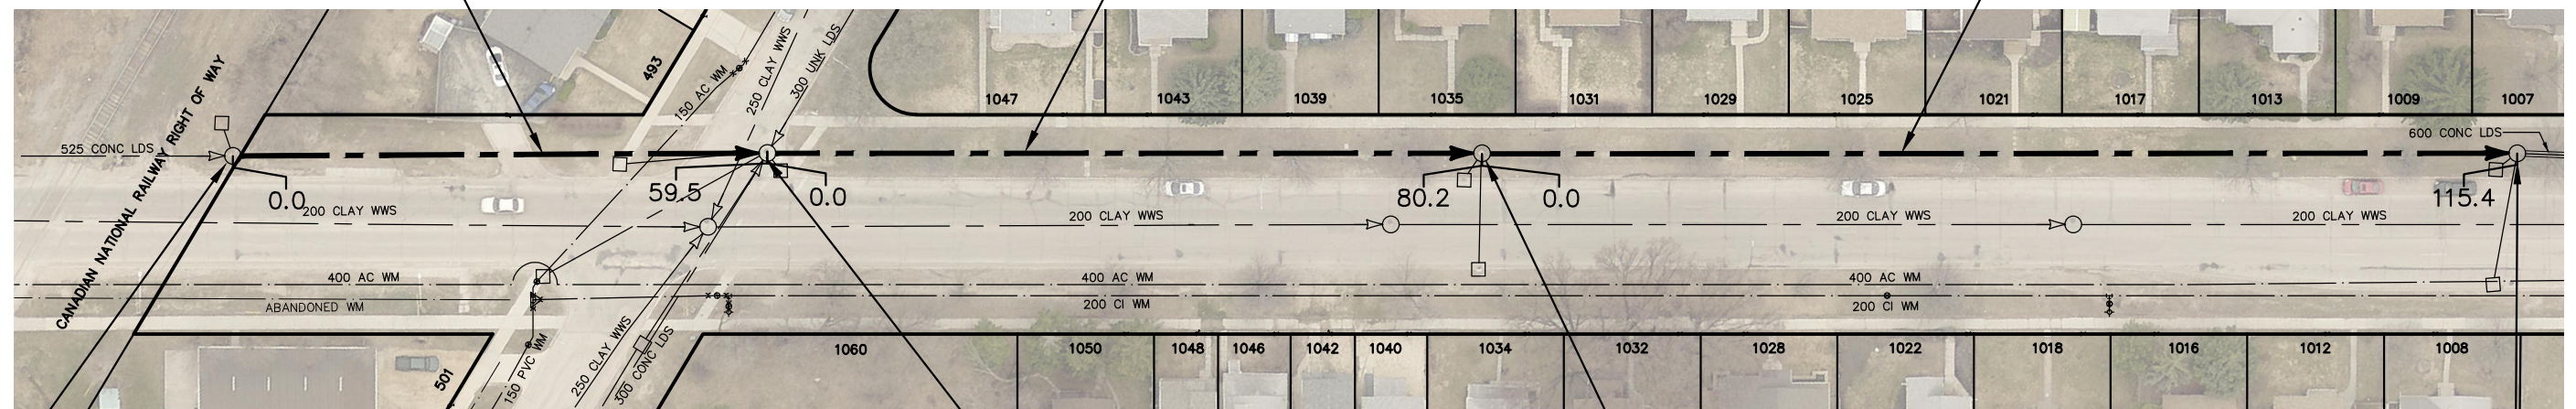 493
150 AC WM
250 CLAY WWS
300 UNK LDS
1047
1043
1039
1035
1031
1029
1025
1021
1017
1013
1009
1007
525 CONC LDS
CANADIAN NATIONAL RAILWAY RIGHT OF WAY
600 CONC LDS
0.0
59.5
0.0
80.2
0.0
115.4
200 CLAY WWS
200 CLAY WWS
200 CLAY WWS
200 CLAY WWS
400 AC WM
400 AC WM
400 AC WM
ABANDONED WM
200 CI WM
200 CI WM
501
150 PVC WM
250 CLAY WWS
300 CONC LDS
1060
1050
1048
1046
1042
1040
1034
1032
1028
1022
1018
1016
1012
1008